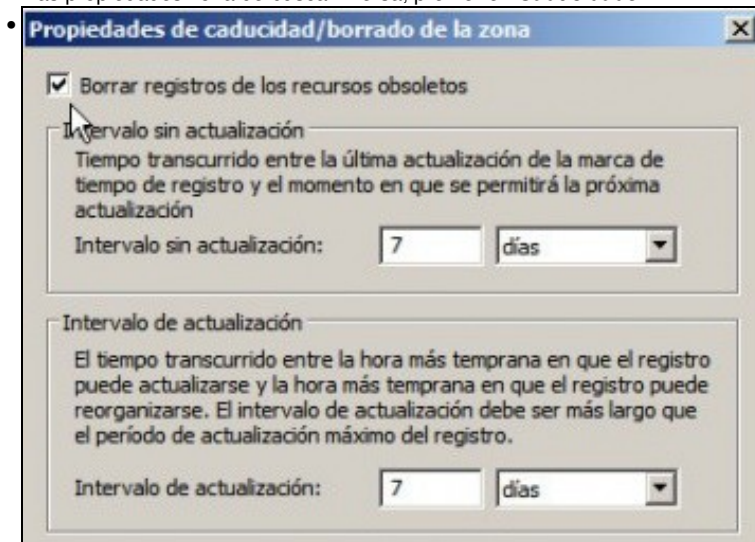 Propiedades de caducidad/borrado de la zona
Borrar registros de los recursos obsoletos
Intervalo sin actualización
Tiempo transcurrido entre la última actualización de la marca de
tiempo de registro y el momento en que se permitirá la próxima
actualización
Intervalo sin actualización: 7 días
Intervalo de actualización
El tiempo transcurrido entre la hora más temprana en que el registro
puede actualizarse y la hora más temprana en que el registro puede
reorganizarse. El intervalo de actualización debe ser más largo que
el período de actualización máximo del registro.
Intervalo de actualización: 7 días